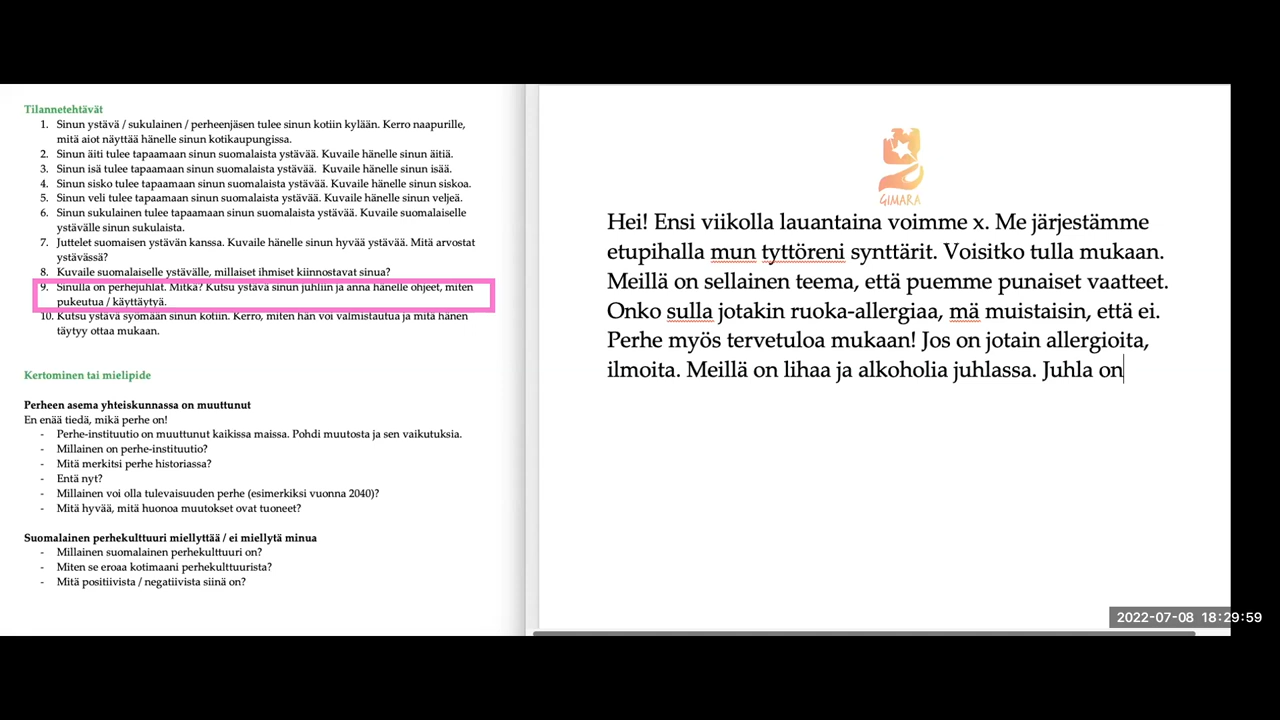 Tilannetehtävät
1. Sinun ystävä / sukulainen / perheenjäsen tulee sinun kotiin kylään. Kerro naapurille,
mitä aiot näyttää hänelle sinun kotikaupungissa.
2. Sinun äiti tulee tapaamaan sinun suomalaista ystävää. Kuvaile hänelle sinun äitiä.
3. Sinun isä tulee tapaamaan sinun suomalaista ystävää. Kuvaile hänelle sinun isää.
4. Sinun sisko tulee tapaamaan sinun suomalaista ystävää. Kuvaile hänelle sinun siskoa.
5. Sinun veli tulee tapaamaan sinun suomalaista ystävää. Kuvaile hänelle sinun veljeä.
6. Sinun sukulainen tulee tapaamaan sinun suomalaista ystävää. Kuvaile suomalaiselle
ystävälle sinun sukulaista.
7. Juttelet suomaisen ystävän kanssa. Kuvaile hänelle sinun hyvää ystävää. Mitä arvostat
ystävässä?
8. Kuvaile suomalaiselle ystävälle, millaiset ihmiset kiinnostavat sinua?
9. Sinulla on perhejuhlat. Mitkä? Kutsu ystävä sinun juhliin ja anna hänelle ohjeet, miten
pukeutua / käyttäytyä.
10. Kutsu ystävä syömään sinun kotiin. Kerro, miten hän voi valmistautua ja mitä hänen
täytyy ottaa mukaan.
Kertominen tai mielipide
Perheen asema yhteiskunnassa on muuttunut
En enää tiedä, mikä perhe on!
- Perhe-instituutio on muuttunut kaikissa maissa. Pohdi muutosta ja sen vaikutuksia.
- Millainen on perhe-instituutio?
- Mitä merkitsi perhe historiassa?
- Entä nyt?
- Millainen voi olla tulevaisuuden perhe (esimerkiksi vuonna 2040)?
- Mitä hyvää, mitä huonoa muutokset ovat tuoneet?
Suomalainen perhekulttuuri miellyttää / ei miellytä minua
- Millainen suomalainen perhekulttuuri on?
- Miten se eroaa kotimaani perhekulttuurista?
- Mitä positiivista / negatiivista siinä on?
GIMARA
Hei! Ensi viikolla lauantaina voimme x. Me järjestämme
etupihalla mun tyttöreni synttärit. Voisitko tulla mukaan.
Meillä on sellainen teema, että puemme punaiset vaatteet.
Onko sulla jotakin ruoka-allergiaa, mä muistaisin, että ei.
Perhe myös tervetuloa mukaan! Jos on jotain allergioita,
ilmoita. Meillä on lihaa ja alkoholia juhlassa. Juhla on
2022-07-08 18:29:59